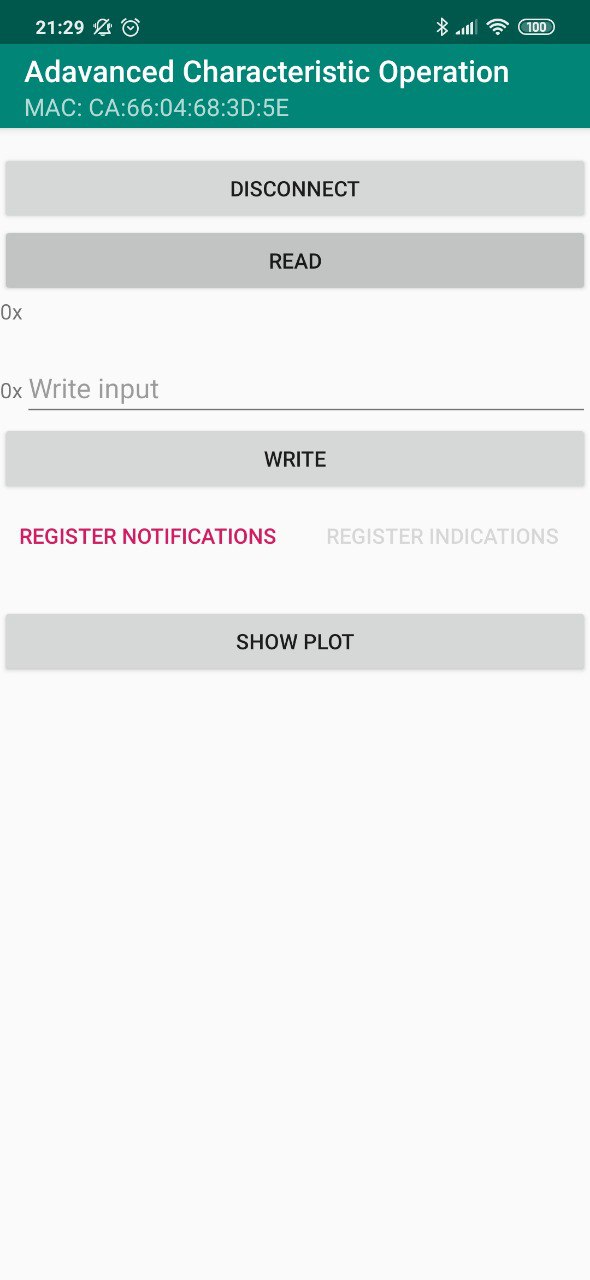 21:29 100
Adavanced Characteristic Operation
MAC: CA:66:04:68:3D:5E
DISCONNECT
READ
0x
0x Write input
WRITE
REGISTER NOTIFICATIONS REGISTER INDICATIONS
SHOW PLOT